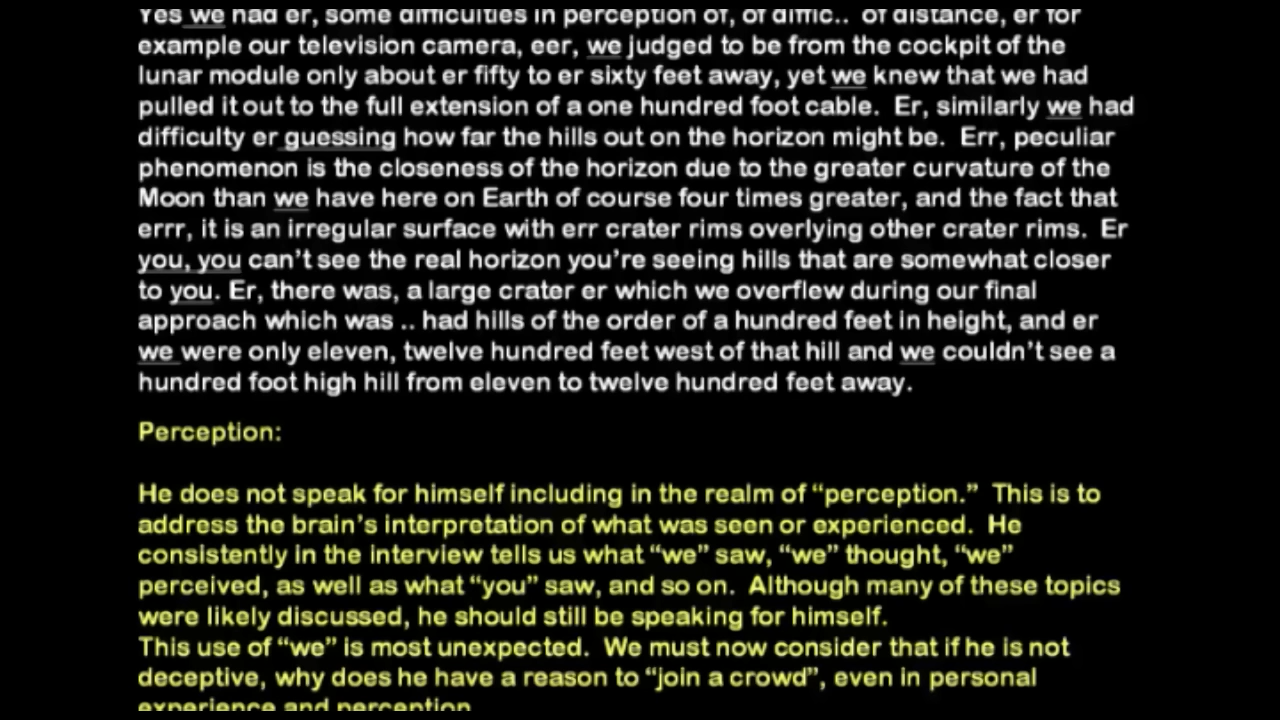 Yes we had er, some difficulties in perception of, of diffic.. of distance, er for
example our television camera, eer, we judged to be from the cockpit of the
lunar module only about er fifty to er sixty feet away, yet we knew that we had
pulled it out to the full extension of a one hundred foot cable. Er, similarly we had
difficulty er guessing how far the hills out on the horizon might be. Err, peculiar
phenomenon is the closeness of the horizon due to the greater curvature of the
Moon than we have here on Earth of course four times greater, and the fact that
errr, it is an irregular surface with err crater rims overlying other crater rims. Er
you, you can't see the real horizon you're seeing hills that are somewhat closer
to you. Er, there was, a large crater er which we overflew during our final
approach which was .. had hills of the order of a hundred feet in height, and er
we were only eleven, twelve hundred feet west of that hill and we couldn't see a
hundred foot high hill from eleven to twelve hundred feet away.
Perception:
He does not speak for himself including in the realm of “perception.” This is to
address the brain's interpretation of what was seen or experienced. He
consistently in the interview tells us what “we” saw, “we” thought, “we”
perceived, as well as what “you” saw, and so on. Although many of these topics
were likely discussed, he should still be speaking for himself.
This use of “we” is most unexpected. We must now consider that if he is not
deceptive, why does he have a reason to “join a crowd”, even in personal
experience and perception